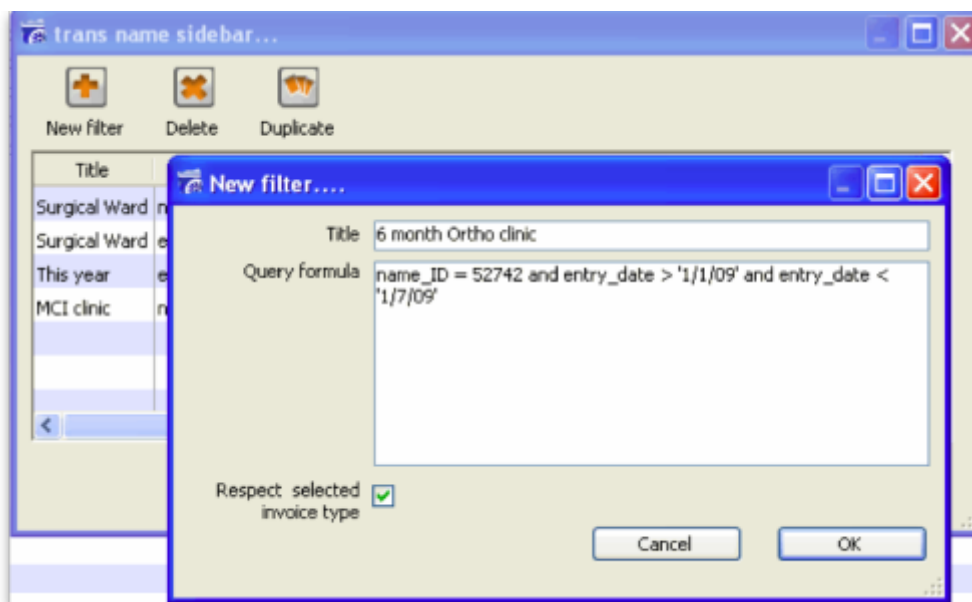 trans name sidebar...
New filter
Delete
Duplicate
Title
Surgical Ward n
Surgical Ward e
This year e
MCI clinic n
New filter....
Title 6 month Ortho clinic
Query formula name_ID = 52742 and entry_date > '1/1/09' and entry_date <
'1/7/09'
Respect selected
invoice type
Cancel
OK